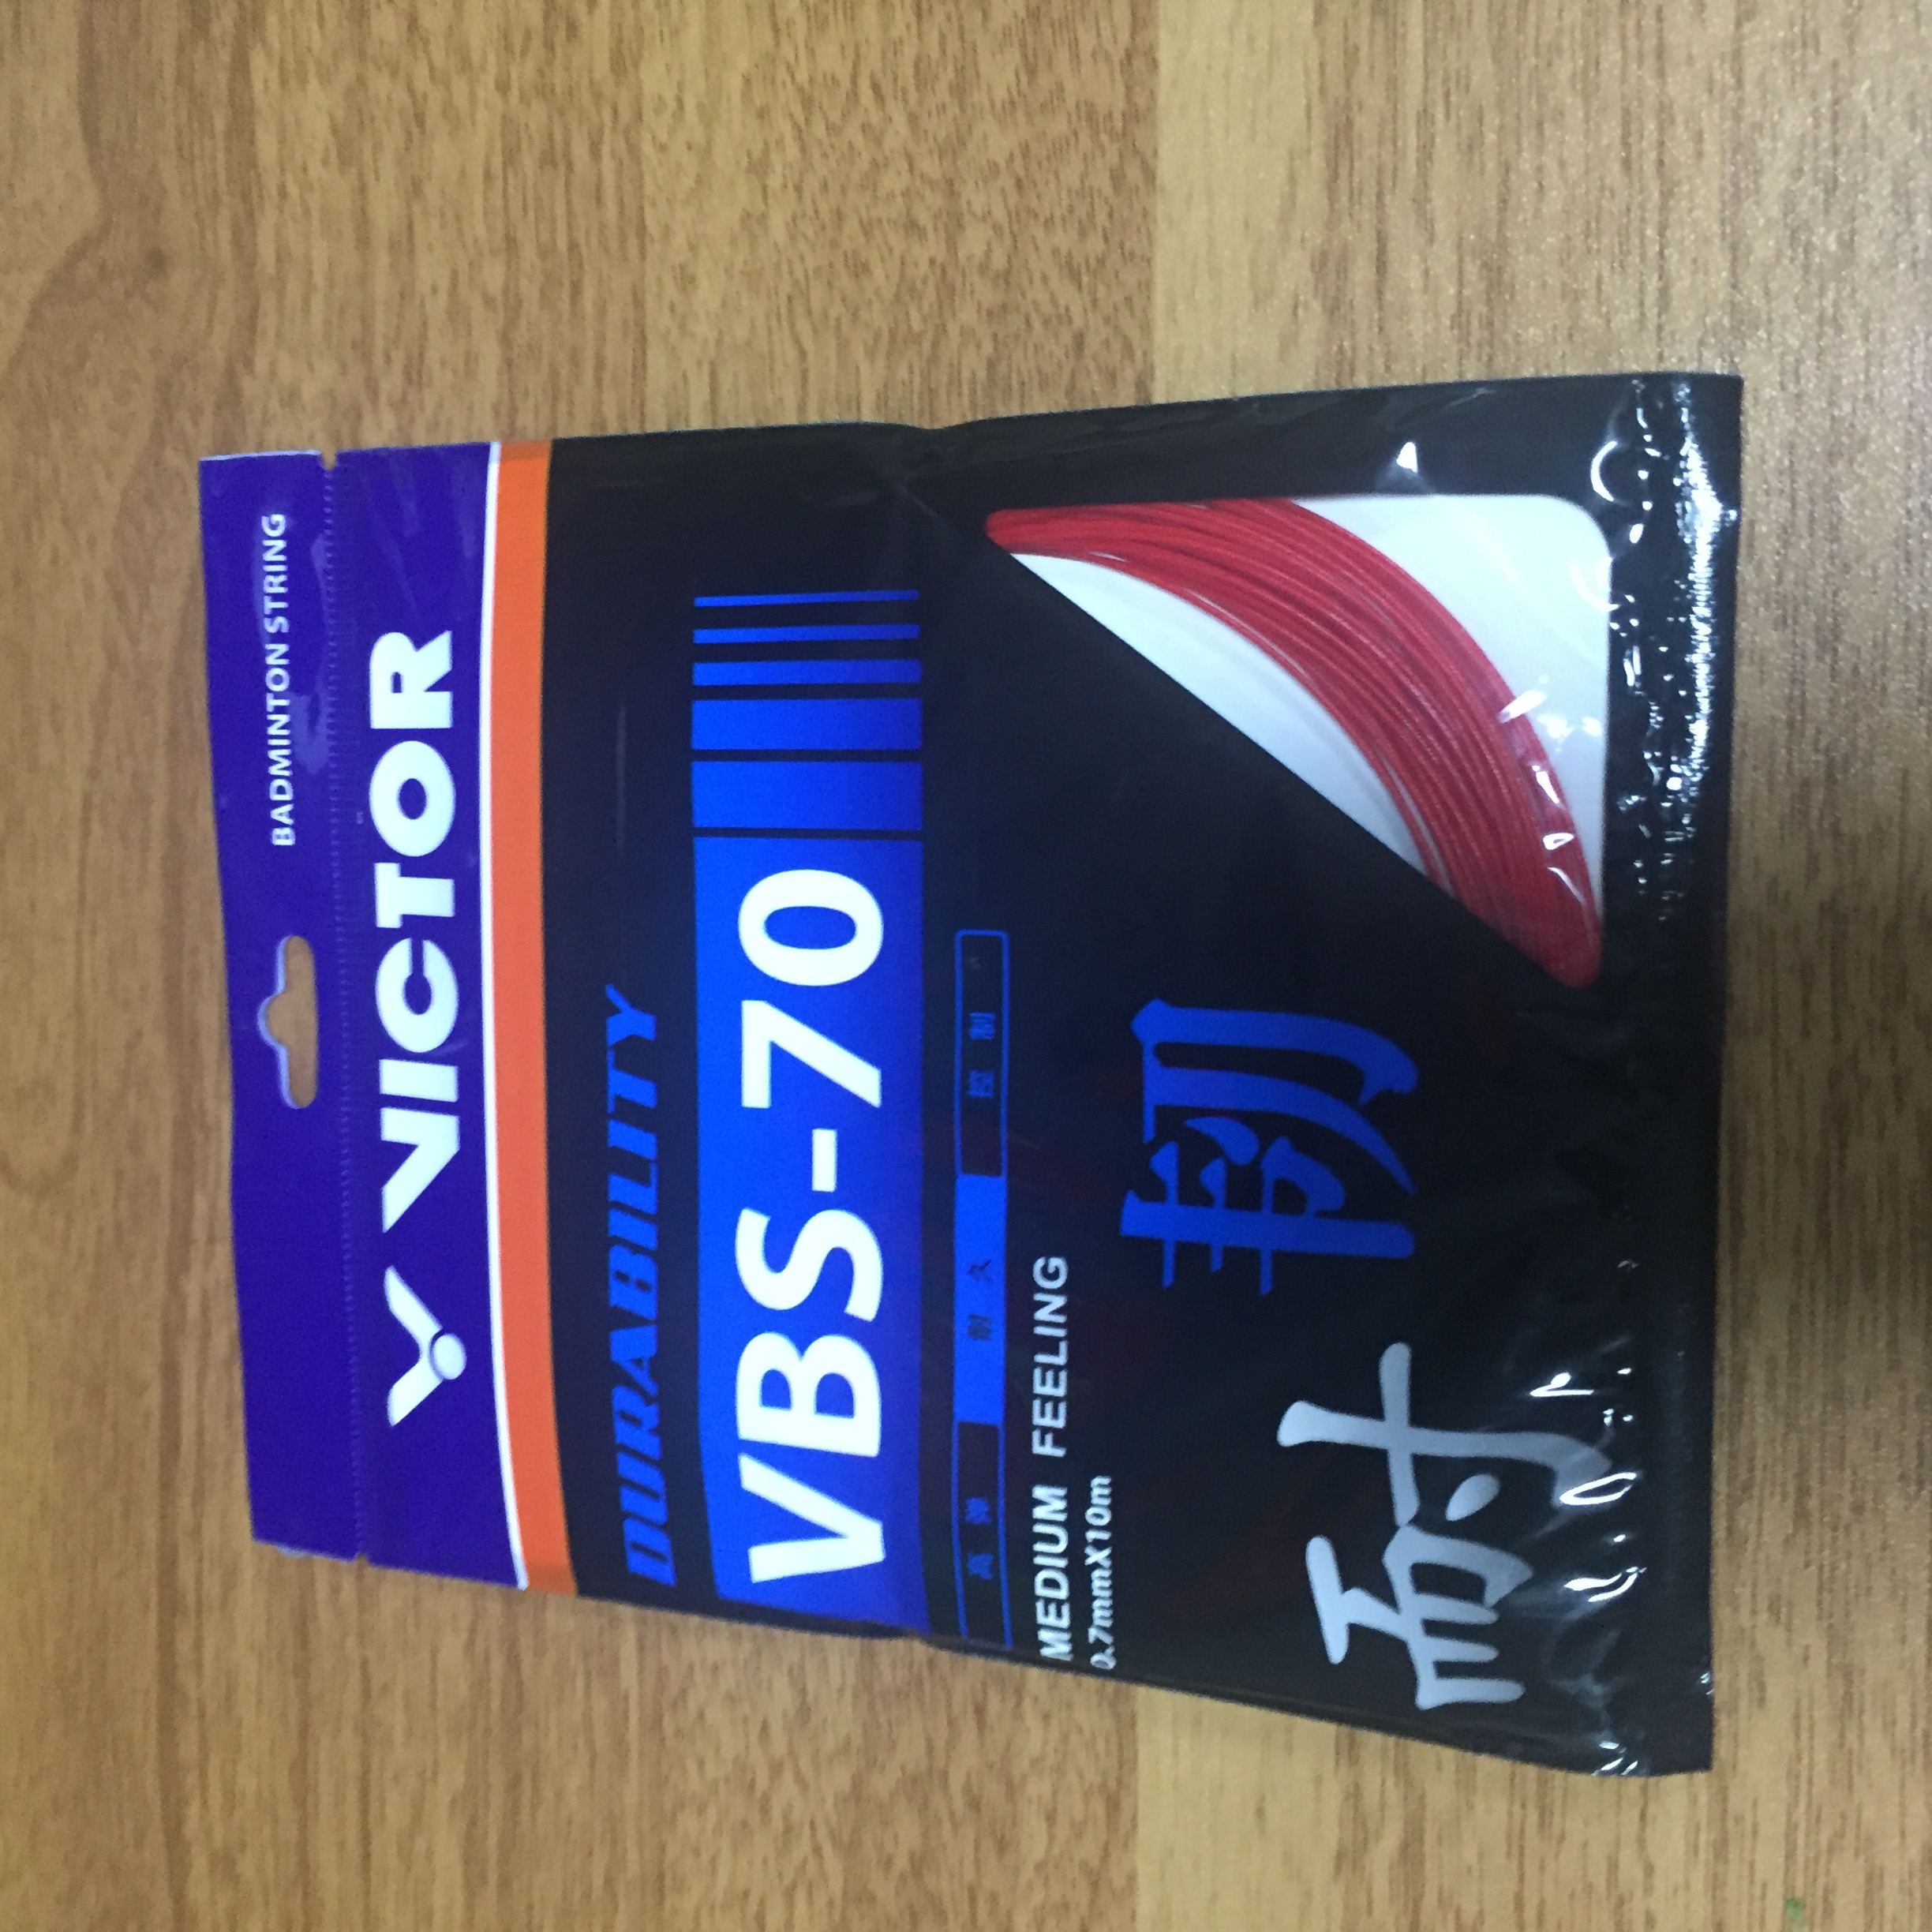 BADMINTON STRING
VICTOR
DURABILITY
VBS-70
高弹 耐久 控制
MEDIUM FEELING
0.7mmX10m
耐韧